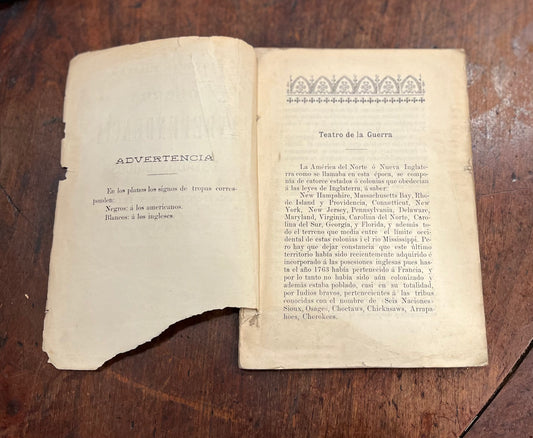 ADVERTENCIA
En los planos los signos de tropas corres-
ponden:
Negros: á los americanos.
Blancos: á los ingleses.
Teatro de la Guerra
La América del Norte ó Nueva Inglate-
rra como se llamaba en esta época, se compo-
nía de catorce estados ó colonias que obedecían
á las leyes de Inglaterra, á saber:
New Hampshire, Massachusetts Bay, Rho-
de Island y Providencia, Connecticut, New
York, New Jersey, Pensylvania, Delaware,
Maryland, Virginia, Carolina del Norte, Ca-
rolina del Sur, Georgia, y Florida, y además to-
do el terreno que media entre el límite occi-
dental de estas colonias i el río Mississippi. Pe-
ro hay que dejar constancia que este último
territorio había sido recientemente adquirido é
incorporado á las posesiones inglesas pues has-
ta el año 1763 había pertenecido á Francia, y
por lo tanto no había sido aún colonizado y
además estaba poblado, casi en su totalidad,
por Indios bravos, pertenecientes á las tribus
conocidas con el nombre de «Seis Naciones»
Sioux, Osages, Choctaws, Chicksaws, Arrapa-
hoes, Cherokees.